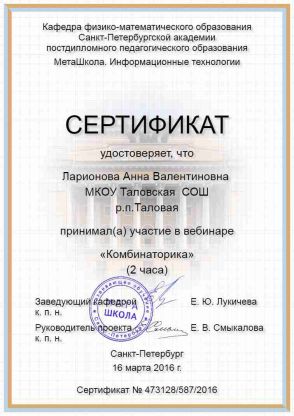 Кафедра физико-математического образования
Санкт-Петербургской академии
постдипломного педагогического образования
МетаШкола. Информационные технологии
СЕРТИФИКАТ
удостоверяет, что
Ларионова Анна Валентиновна
МКОУ Таловская СОШ
р.п.Таловая
принимал(а) участие в вебинаре
«Комбинаторика»
(2 часа)
Заведующий кафедрой Е. Ю. Лукичева
к. п. н.
ШКОЛА
Руководитель проекта Е. В. Смыкалова
к. п. н.
Санкт-Петербург
16 марта 2016 г.
Сертификат № 473128/587/2016